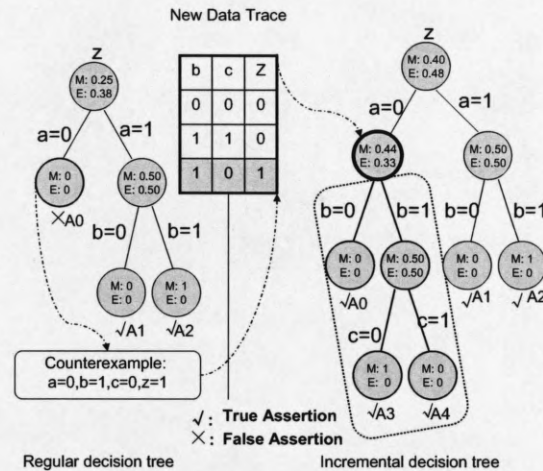 New Data Trace
z
M: 0.25
E: 0.38
a=0
a=1
M: 0
E: 0
×A0
M: 0.50
E: 0.50
b=0
b=1
M: 0
E: 0
√A1
M: 1
E: 0
√A2
Counterexample:
a=0,b=1,c=0,z=1
b c Z
0 0 0
1 1 0
1 0 1
z
M: 0.40
E: 0.48
a=0
a=1
M: 0.44
E: 0.33
M: 0.50
E: 0.50
b=0
b=1
b=0
b=1
M: 0
E: 0
√A0
M: 0.50
E: 0.50
M: 0
E: 0
√A1
M: 1
E: 0
√A2
c=0
c=1
M: 1
E: 0
√A3
M: 0
E: 0
√A4
√: True Assertion
×: False Assertion
Regular decision tree
Incremental decision tree